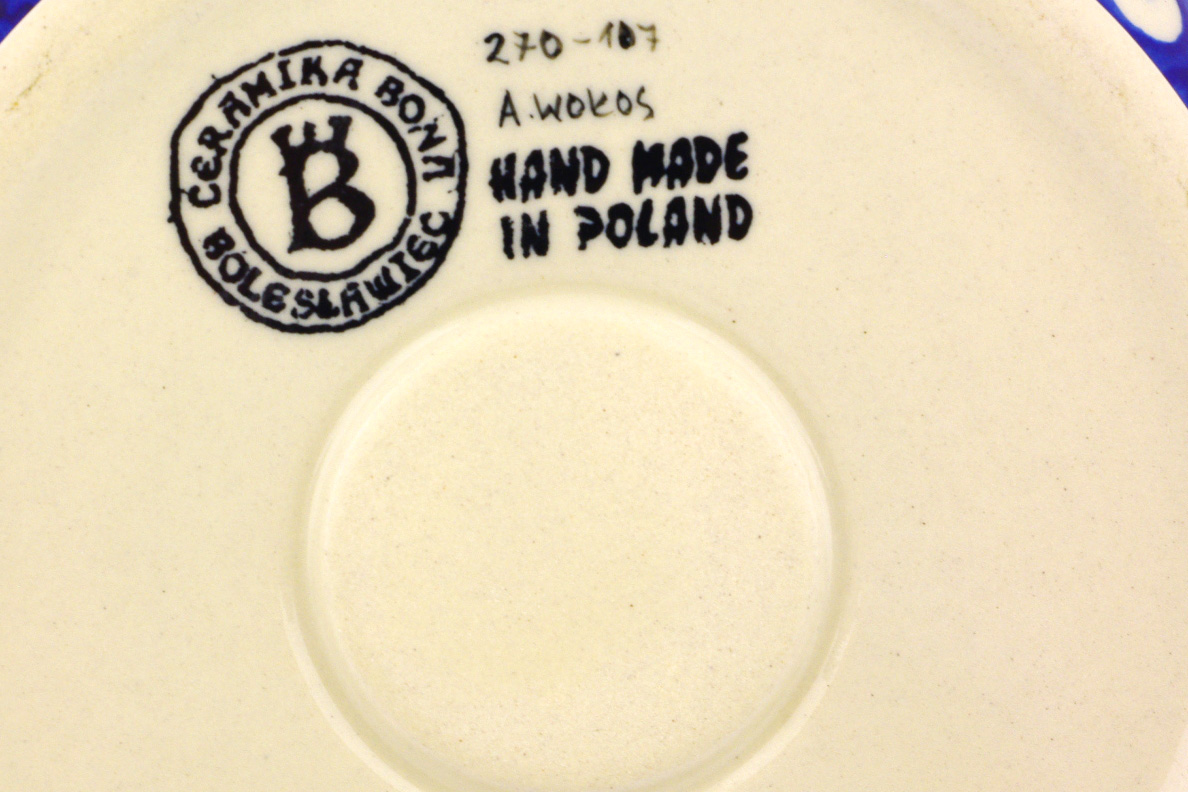 CERAMIKA BONA
BOLESŁAWIEC
B
270-107
A.WOKOS
HAND MADE
IN POLAND